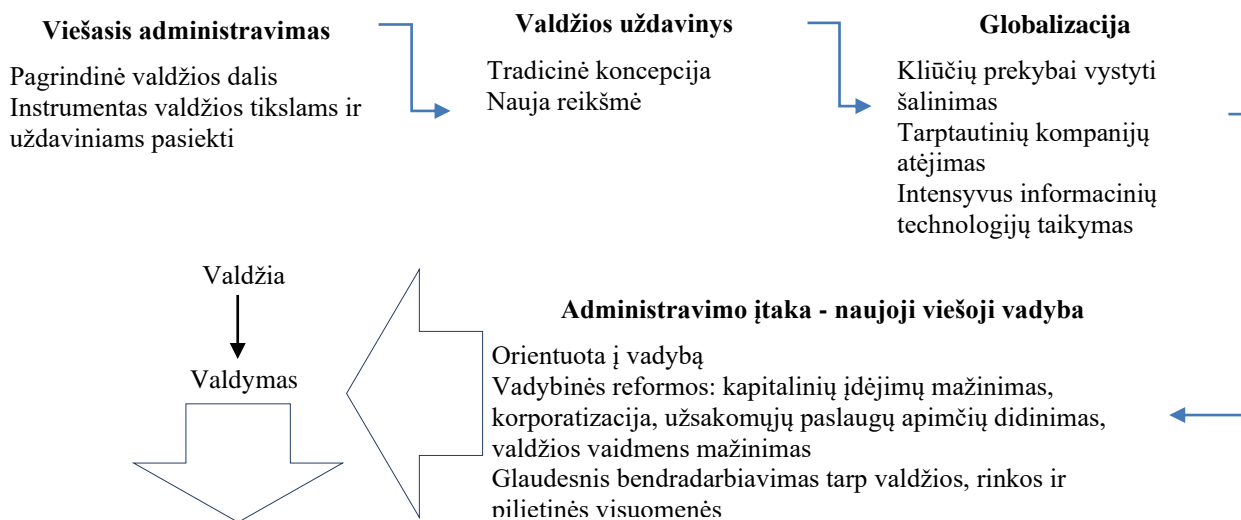 Viešasis administravimas
Pagrindinė valdžios dalis
Instrumentas valdžios tikslams ir
uždaviniams pasiekti
Valdžios uždavinys
Tradicinė koncepcija
Nauja reikšmė
Globalizacija
Kliūčių prekybai vystyti
šalinimas
Tarptautinių kompanijų
atėjimas
Intensyvus informacinių
technologijų taikymas
Valdžia
Valdymas
Administravimo įtaka - naujoji viešoji vadyba
Orientuota į vadybą
Vadybinės reformos: kapitalinių įdėjimų mažinimas,
korporatizacija, užsakomųjų paslaugų apimčių didinimas,
valdžios vaidmens mažinimas
Glaudesnis bendradarbiavimas tarp valdžios, rinkos ir
pilietinės visuomenės